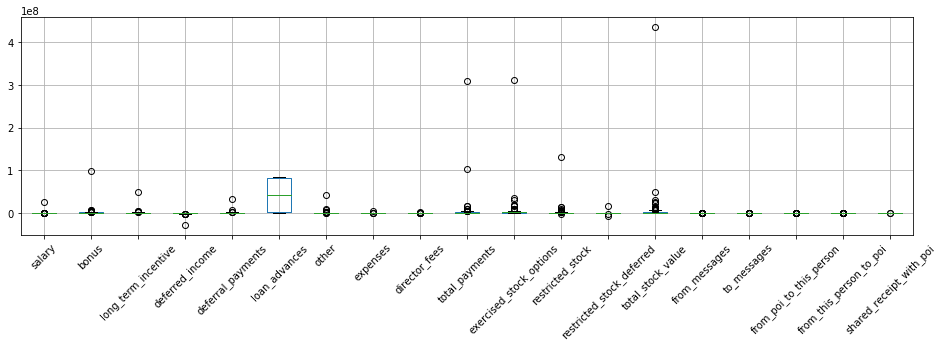 1e8
4
3
2
1
0
salary
bonus
long_term_incentive
deferred_income
deferral_payments
loan_advances
other
expenses
director_fees
total_payments
exercised_stock_options
restricted_stock
restricted_stock_deferred
total_stock_value
from_messages
to_messages
from_poi_to_this_person
from_this_person_to_poi
shared_receipt_with_poi